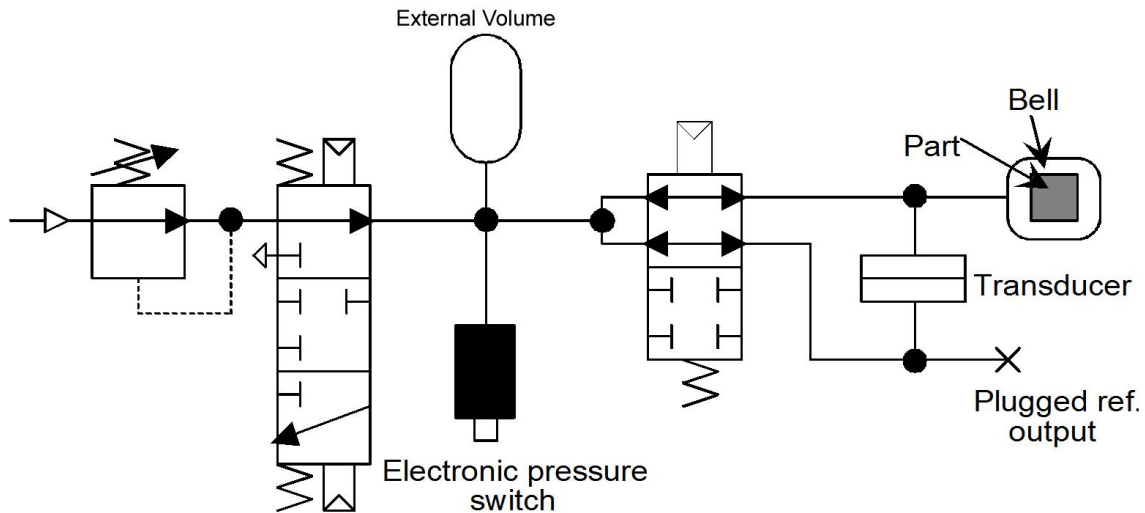 External Volume
Bell
Part
Transducer
Plugged ref.
output
Electronic pressure
switch